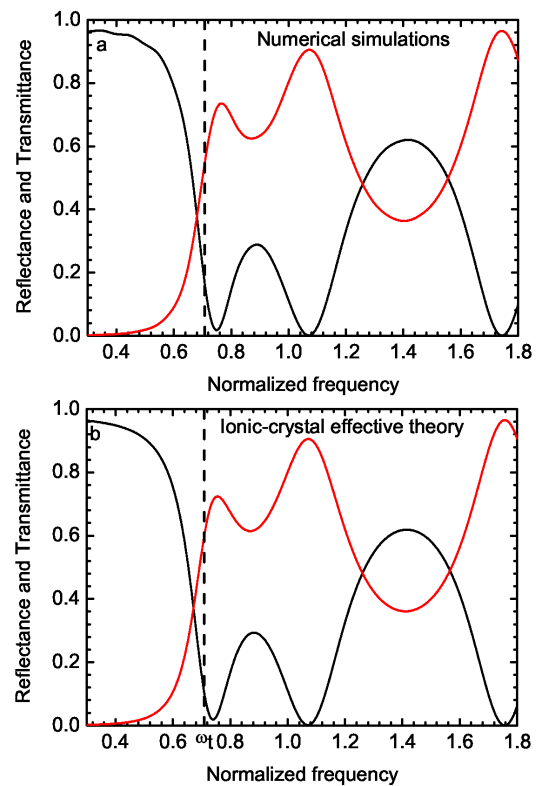 1.0
a
Numerical simulations
0.8
0.6
0.4
0.2
0.0
Reflectance and Transmittance
0.4 0.6 0.8 1.0 1.2 1.4 1.6 1.8
Normalized frequency
1.0
b
Ionic-crystal effective theory
0.8
0.6
0.4
0.2
0.0
Reflectance and Transmittance
0.4 0.6 ωt 0.8 1.0 1.2 1.4 1.6 1.8
Normalized frequency